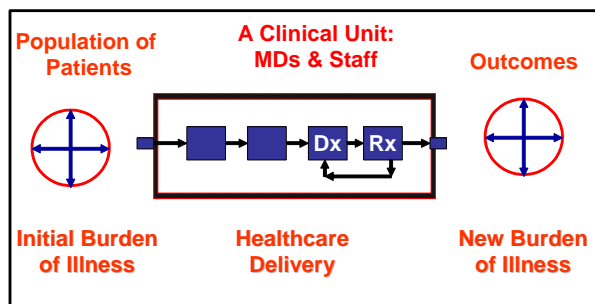 Population of
Patients
A Clinical Unit:
MDs & Staff
Outcomes
Dx
Rx
Initial Burden
of Illness
Healthcare
Delivery
New Burden
of Illness